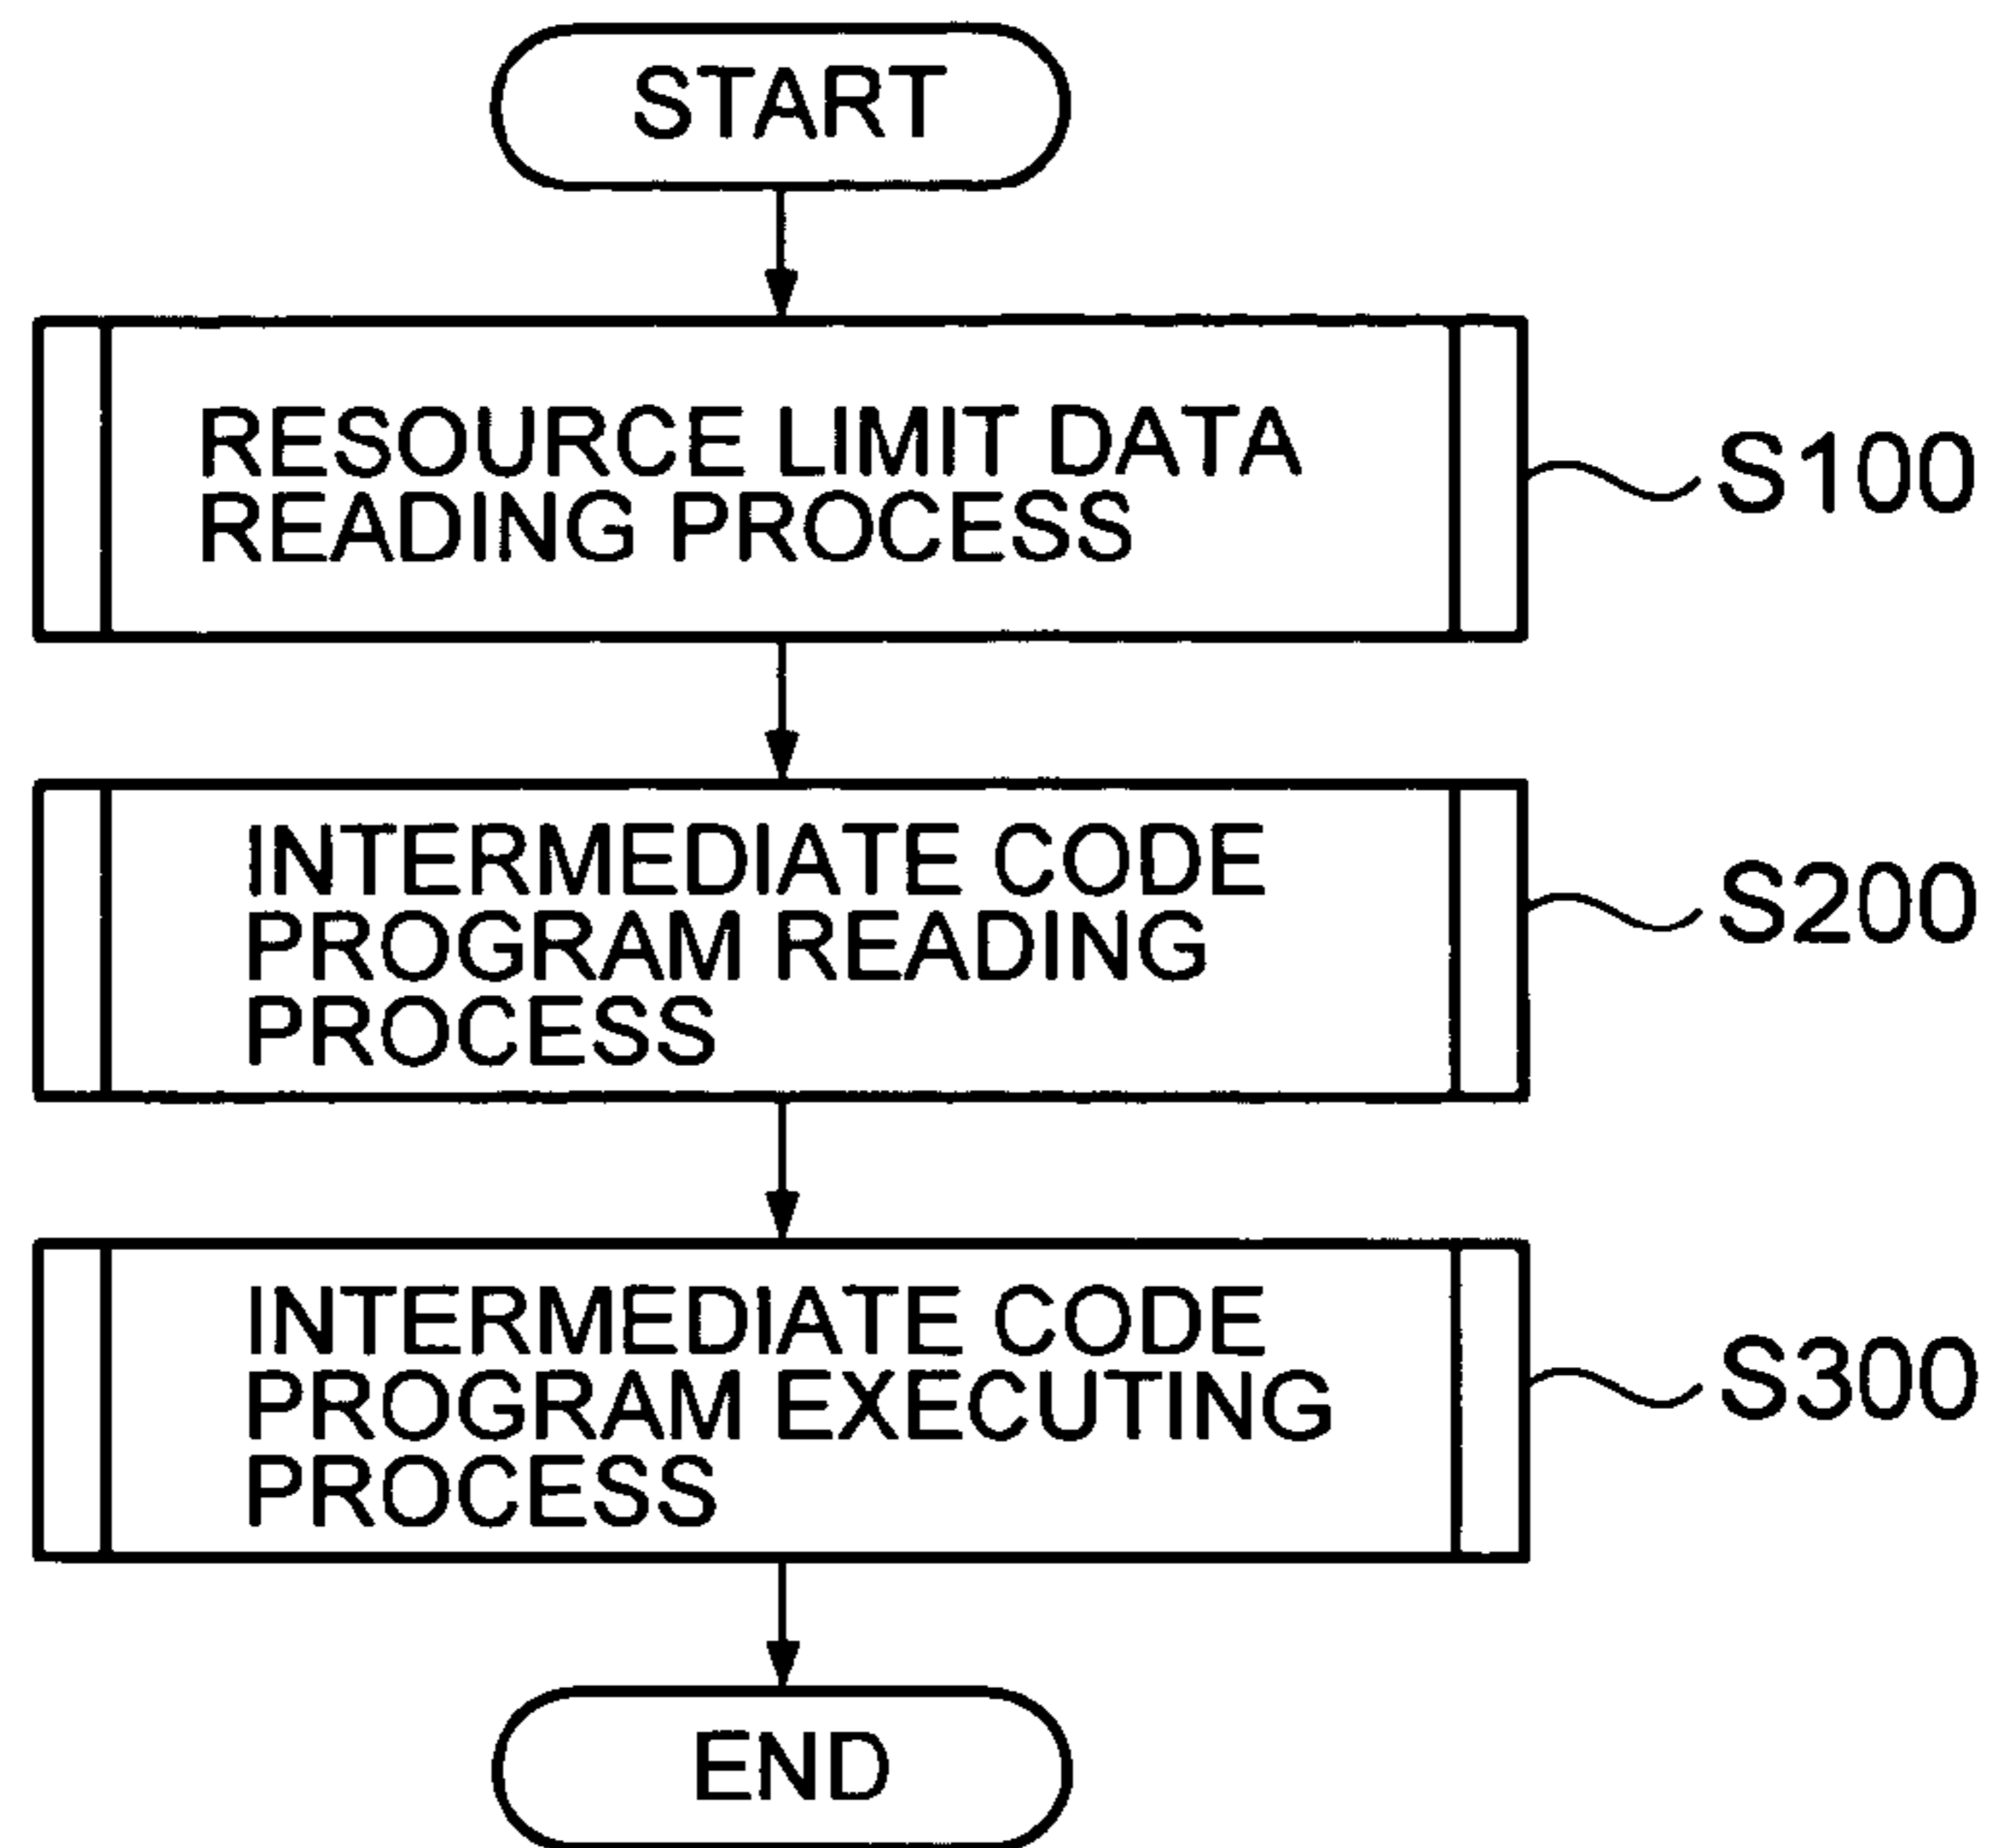 START
RESOURCE LIMIT DATA
READING PROCESS
S100
INTERMEDIATE CODE
PROGRAM READING
PROCESS
S200
INTERMEDIATE CODE
PROGRAM EXECUTING
PROCESS
S300
END